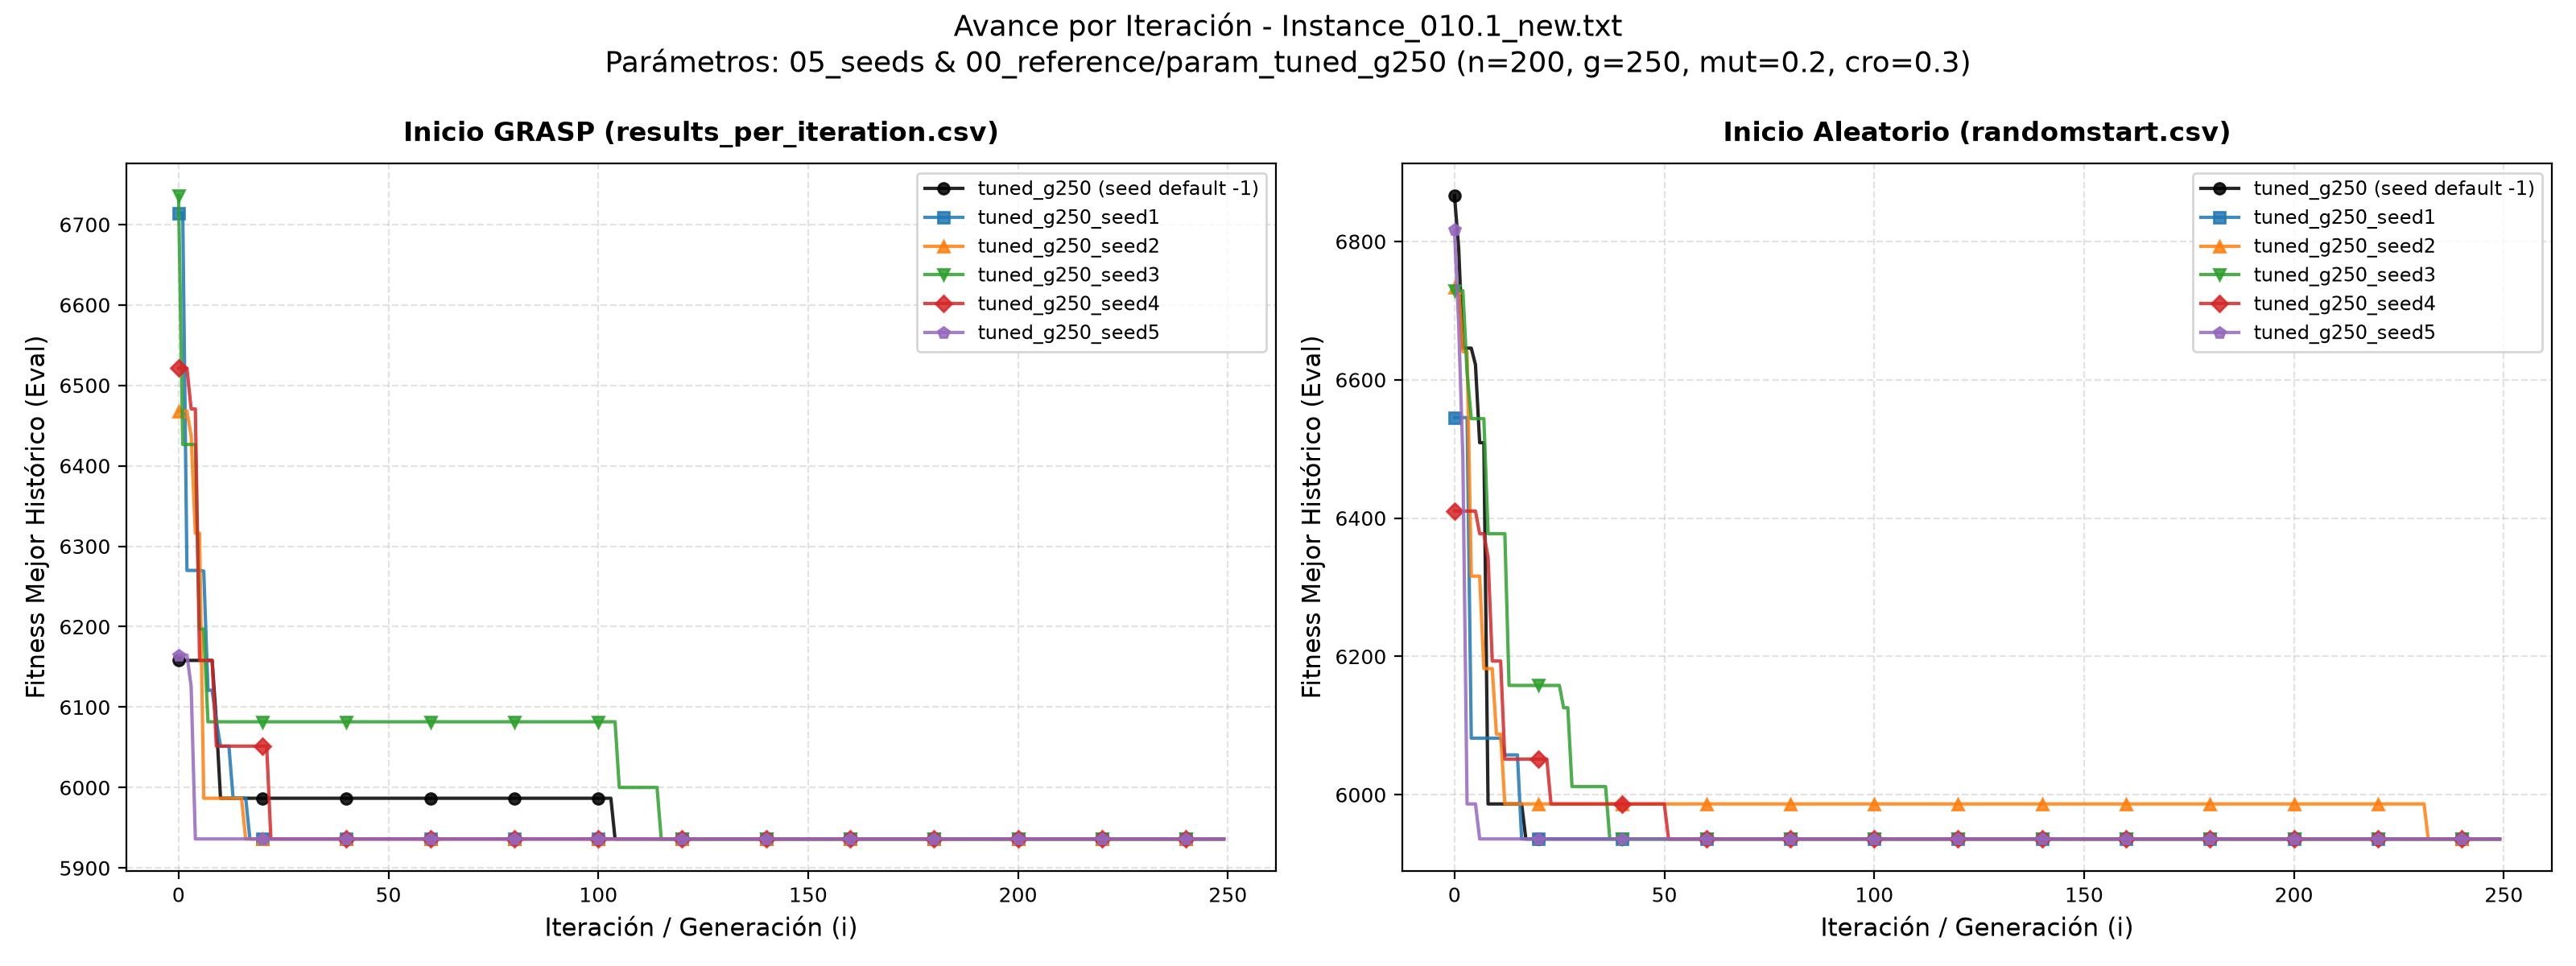 Avance por Iteración - Instance_010.1_new.txt
Parámetros: 05_seeds & 00_reference/param_tuned_g250 (n=200, g=250, mut=0.2, cro=0.3)
Inicio GRASP (results_per_iteration.csv)
Fitness Mejor Histórico (Eval)
6700
6600
6500
6400
6300
6200
6100
6000
5900
tuned_g250 (seed default -1)
tuned_g250_seed1
tuned_g250_seed2
tuned_g250_seed3
tuned_g250_seed4
tuned_g250_seed5
0 50 100 150 200 250
Iteración / Generación (i)
Inicio Aleatorio (randomstart.csv)
Fitness Mejor Histórico (Eval)
6800
6600
6400
6200
6000
tuned_g250 (seed default -1)
tuned_g250_seed1
tuned_g250_seed2
tuned_g250_seed3
tuned_g250_seed4
tuned_g250_seed5
0 50 100 150 200 250
Iteración / Generación (i)